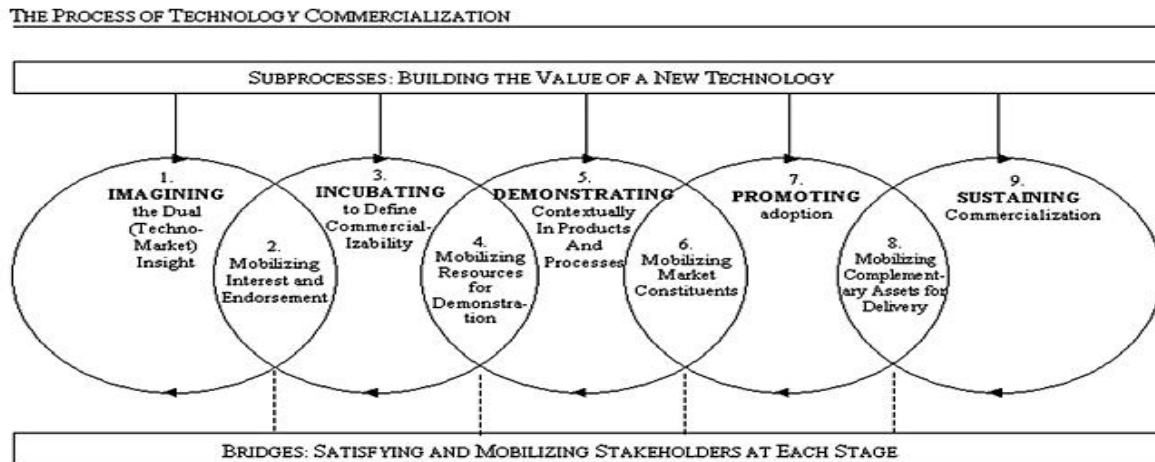 THE PROCESS OF TECHNOLOGY COMMERCIALIZATION
SUBPROCESSES: BUILDING THE VALUE OF A NEW TECHNOLOGY
1.
IMAGINING
the Dual
(Techno-
Market)
Insight
2.
Mobilizing
Interest and
Endorsement
3.
INCUBATING
to Define
Commercial-
Izability
4.
Mobilizing
Resources
for
Demonstra-
tion
5.
DEMONSTRATING
Contextually
In Products
And
Processes
6.
Mobilizing
Market
Constituents
7.
PROMOTING
adoption
8.
Mobilizing
Complement-
ary Assets for
Delivery
9.
SUSTAINING
Commercialization
BRIDGES: SATISFYING AND MOBILIZING STAKEHOLDERS AT EACH STAGE